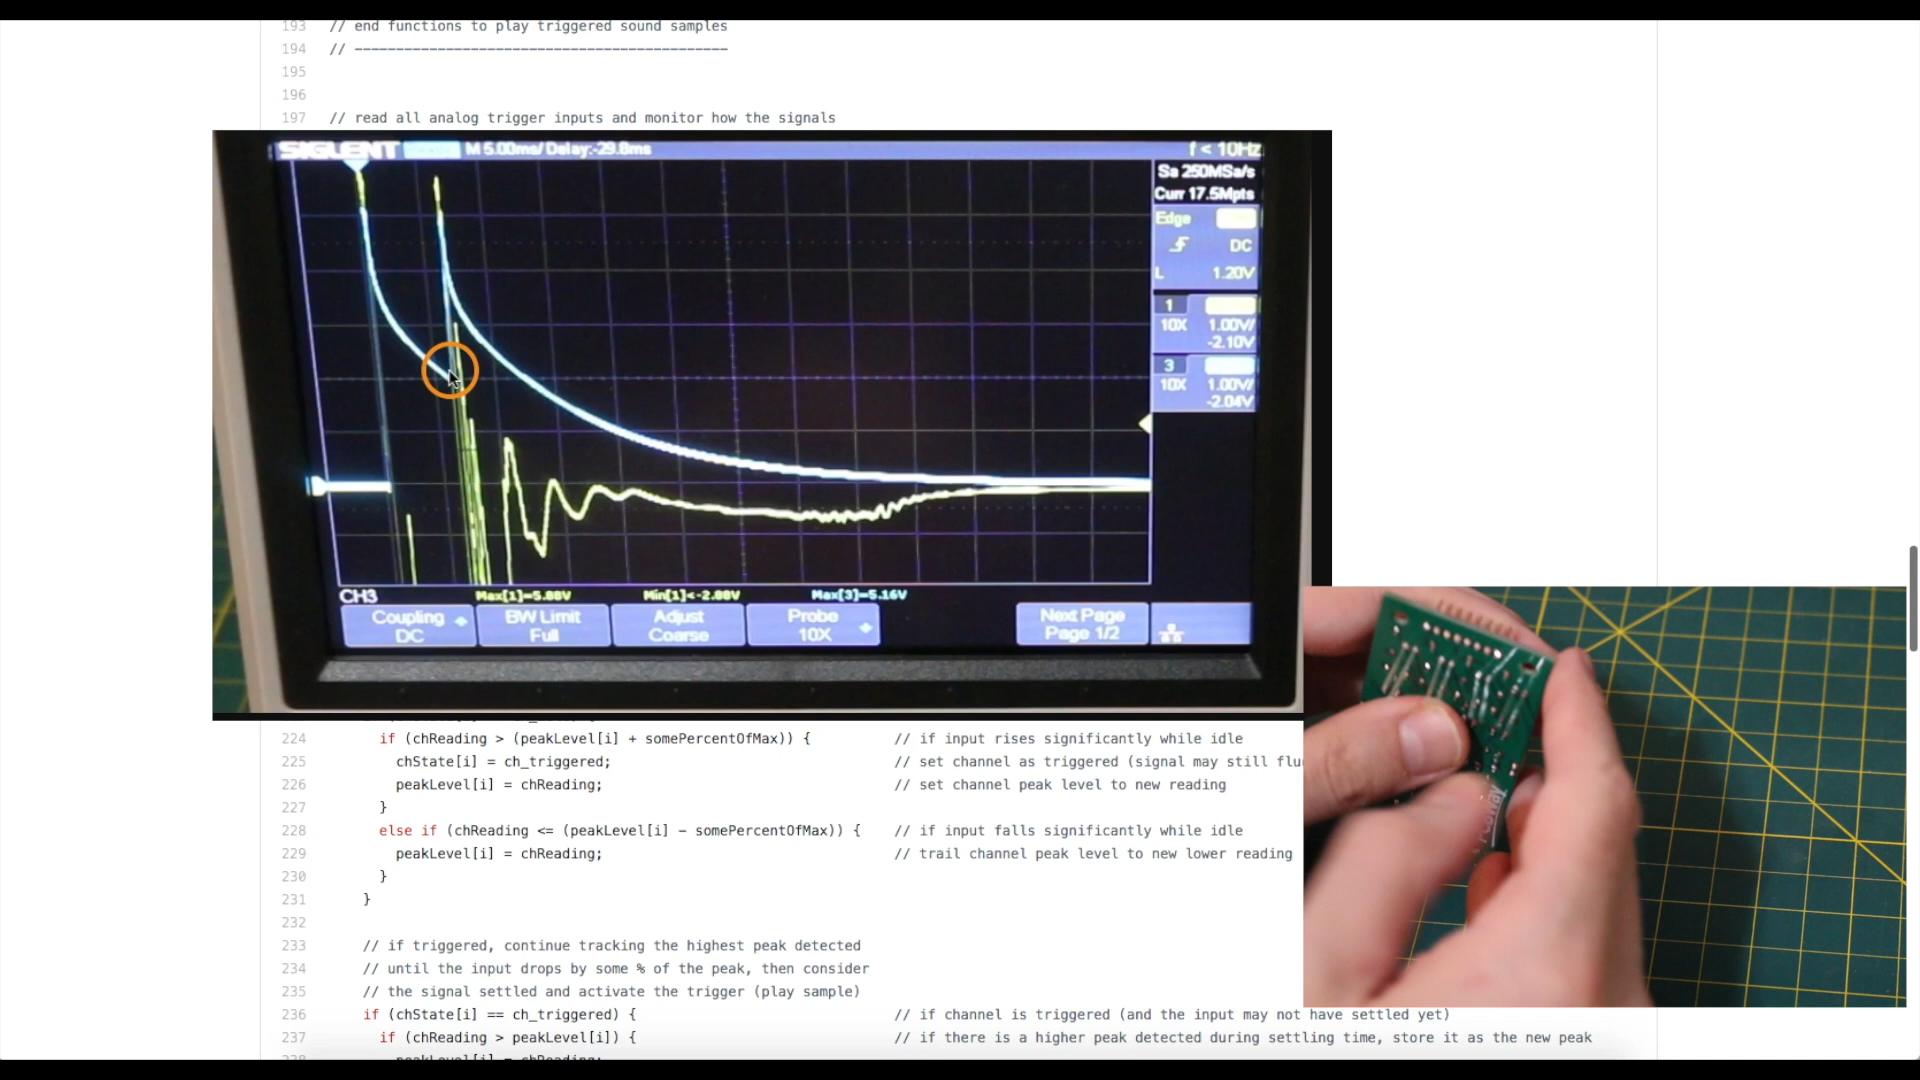 193 // end functions to play triggered sound samples
194 // ---------------------------------------------
195
196
197 // read all analog trigger inputs and monitor how the signals
SIGLENT M 5.00ms/ Delay:-29.8ms f < 10Hz
Sa 250MSa/s
Curr 17.5Mpts
Edge
DC
L 1.20V
1
10X 1.00V/
-2.10V
3
10X 1.00V/
-2.04V
CH3 Max[1]=5.88V Min[1]<-2.08V Max[3]=5.16V
Coupling
DC
BW Limit
Full
Adjust
Coarse
Probe
10X
Next Page
Page 1/2
224 if (chReading > (peakLevel[i] + somePercentOfMax)) { // if input rises significantly while idle
225 chState[i] = ch_triggered; // set channel as triggered (signal may still flu
226 peakLevel[i] = chReading; // set channel peak level to new reading
227 }
228 else if (chReading <= (peakLevel[i] - somePercentOfMax)) { // if input falls significantly while idle
229 peakLevel[i] = chReading; // trail channel peak level to new lower reading
230 }
231 }
232
233 // if triggered, continue tracking the highest peak detected
234 // until the input drops by some % of the peak, then consider
235 // the signal settled and activate the trigger (play sample)
236 if (chState[i] == ch_triggered) { // if channel is triggered (and the input may not have settled yet)
237 if (chReading > peakLevel[i]) { // if there is a higher peak detected during settling time, store it as the new peak
238 peakLevel[i] = chReading;